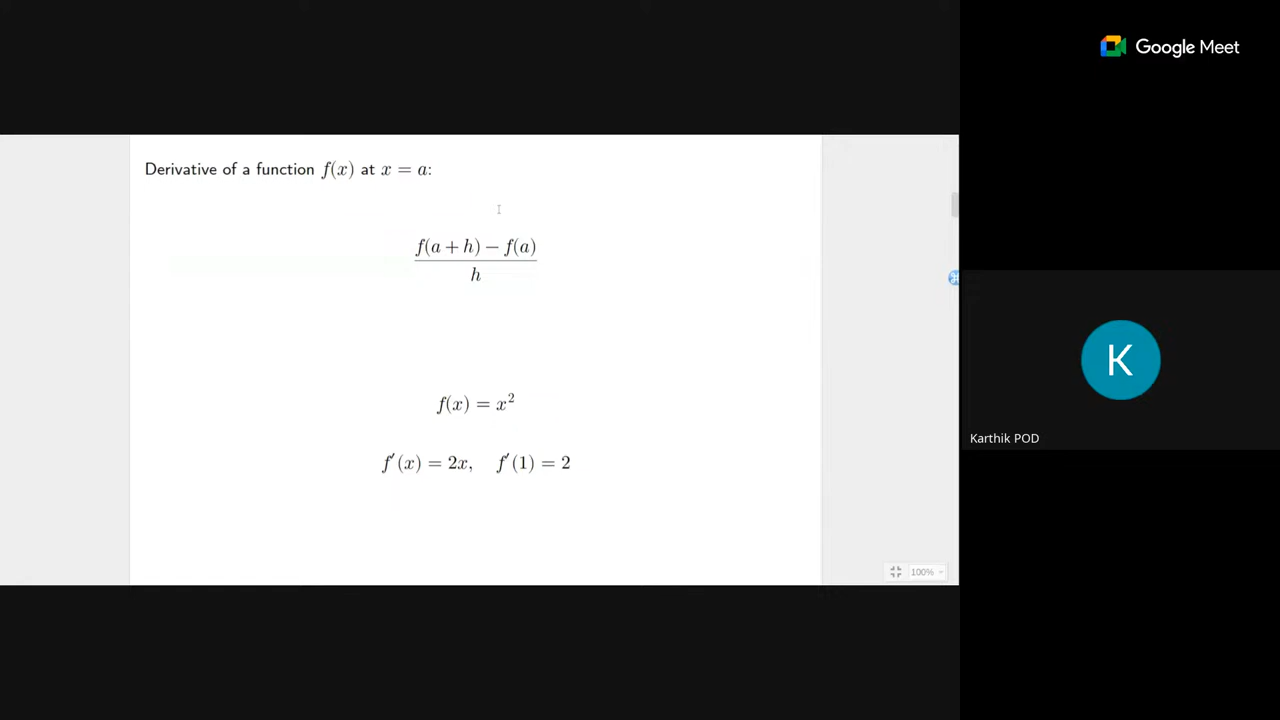 Google Meet
Derivative of a function f(x) at x = a:
f(a + h) − f(a)
h
f(x) = x²
f′(x) = 2x, f′(1) = 2
K
Karthik POD
100%